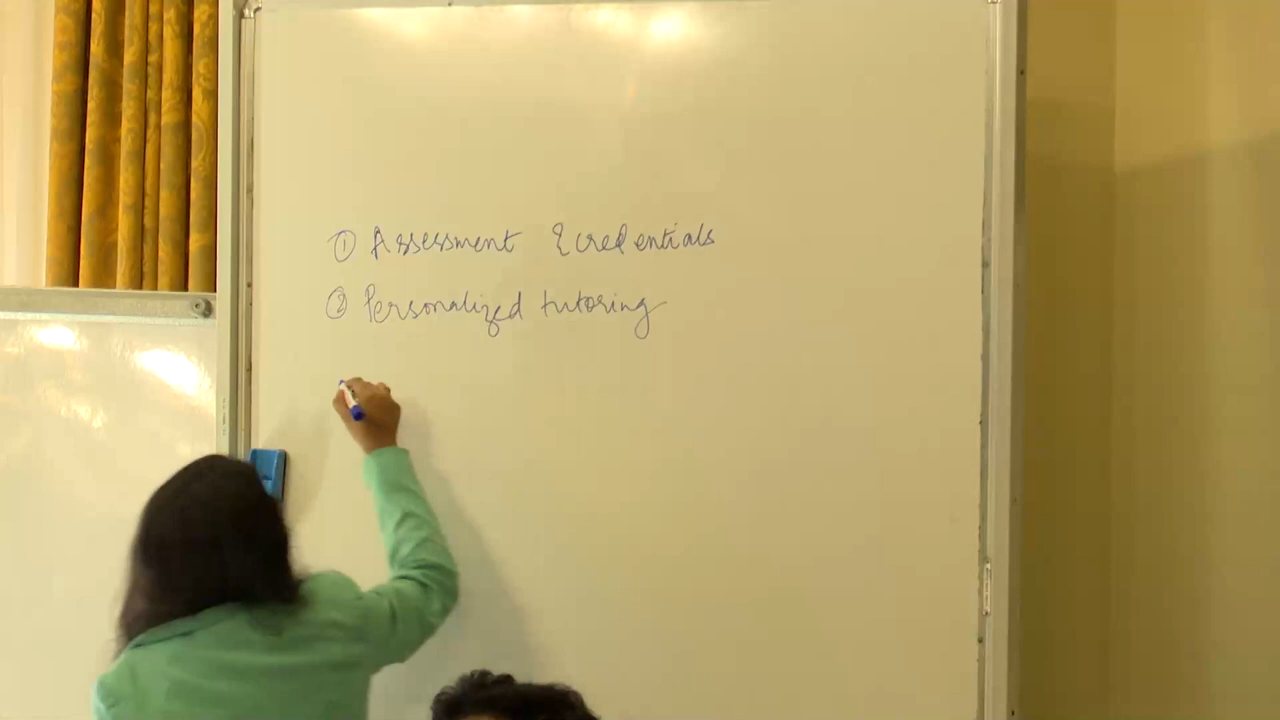 ① Assessment & credentials
② Personalized tutoring